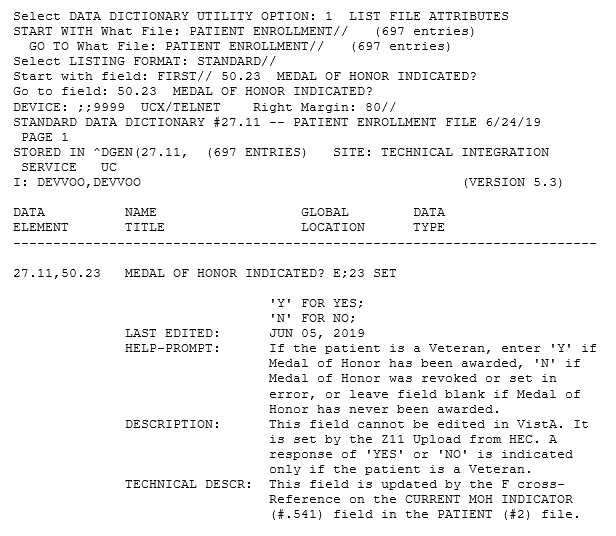 Select DATA DICTIONARY UTILITY OPTION: 1  LIST FILE ATTRIBUTES
START WITH What File: PATIENT ENROLLMENT//   (697 entries)
  GO TO What File: PATIENT ENROLLMENT//   (697 entries)
Select LISTING FORMAT: STANDARD//
Start with field: FIRST// 50.23  MEDAL OF HONOR INDICATED?
Go to field: 50.23  MEDAL OF HONOR INDICATED?
DEVICE: ;;9999  UCX/TELNET    Right Margin: 80//
STANDARD DATA DICTIONARY #27.11 -- PATIENT ENROLLMENT FILE 6/24/19
 PAGE 1
STORED IN ^DGEN(27.11,  (697 ENTRIES)   SITE: TECHNICAL INTEGRATION
 SERVICE   UC
I: DEVVOO,DEVVOO                                          (VERSION 5.3)

DATA          NAME                  GLOBAL        DATA
ELEMENT       TITLE                 LOCATION      TYPE
-----------------------------------------------------------------------------

27.11,50.23   MEDAL OF HONOR INDICATED? E;23 SET

                                'Y' FOR YES;
                                'N' FOR NO;
              LAST EDITED:      JUN 05, 2019
              HELP-PROMPT:      If the patient is a Veteran, enter 'Y' if
                                Medal of Honor has been awarded, 'N' if
                                Medal of Honor was revoked or set in
                                error, or leave field blank if Medal of
                                Honor has never been awarded.
              DESCRIPTION:      This field cannot be edited in VistA. It
                                is set by the Z11 Upload from HEC. A
                                response of 'YES' or 'NO' is indicated
                                only if the patient is a Veteran.
              TECHNICAL DESCR:  This field is updated by the F cross-
                                Reference on the CURRENT MOH INDICATOR
                                (#.541) field in the PATIENT (#2) file.